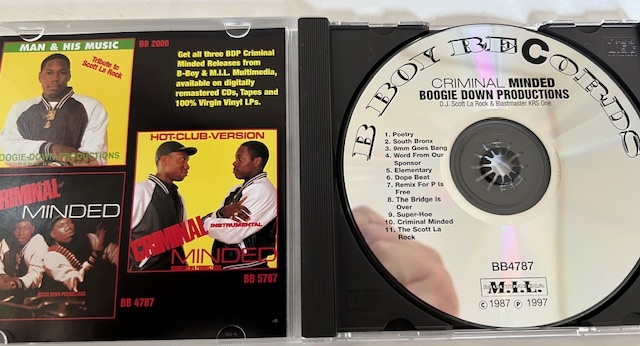 MAN & HIS MUSIC
Tribute to
Scott La Rock
BOOGIE-DOWN PRODUCTIONS
BB 2000
Get all three BDP Criminal
Minded Releases from
B-Boy & M.I.L. Multimedia,
available on digitally
remastered CDs, Tapes and
100% Virgin Vinyl LPs.
HOT-CLUB-VERSION
CRIMINAL
INSTRUMENTAL
MINDED
BB 5787
CRIMINAL
MINDED
BOOGIE DOWN PRODUCTIONS
BB 4787
B BOY RECORDS
CRIMINAL MINDED
BOOGIE DOWN PRODUCTIONS
D.J. Scott La Rock & Blastmaster KRS One
1. Poetry
2. South Bronx
3. 9mm Goes Bang
4. Word From Our
Sponsor
5. Elementary
6. Dope Beat
7. Remix For P Is
Free
8. The Bridge Is
Over
9. Super-Hoe
10. Criminal Minded
11. The Scott La
Rock
BB4787
M.I.L.
© 1987 ℗ 1997